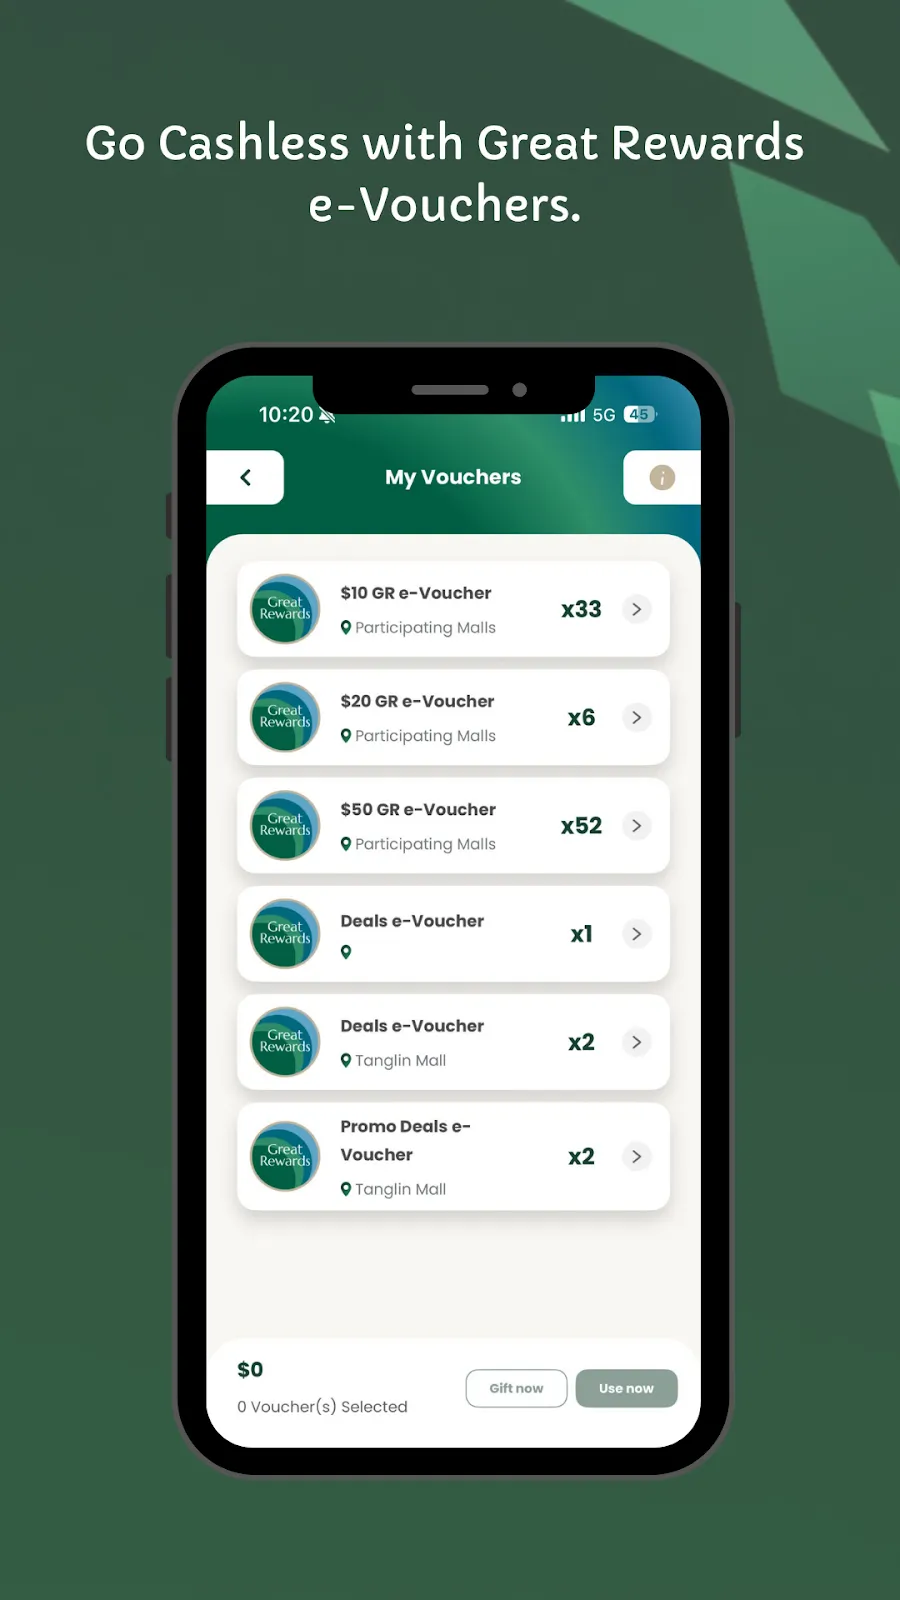 Go Cashless with Great Rewards
e-Vouchers.
10:20
5G
45
My Vouchers
i
Great
Rewards
$10 GR e-Voucher
Participating Malls
x33
Great
Rewards
$20 GR e-Voucher
Participating Malls
x6
Great
Rewards
$50 GR e-Voucher
Participating Malls
x52
Great
Rewards
Deals e-Voucher
x1
Great
Rewards
Deals e-Voucher
Tanglin Mall
x2
Great
Rewards
Promo Deals e-
Voucher
Tanglin Mall
x2
$0
0 Voucher(s) Selected
Gift now
Use now